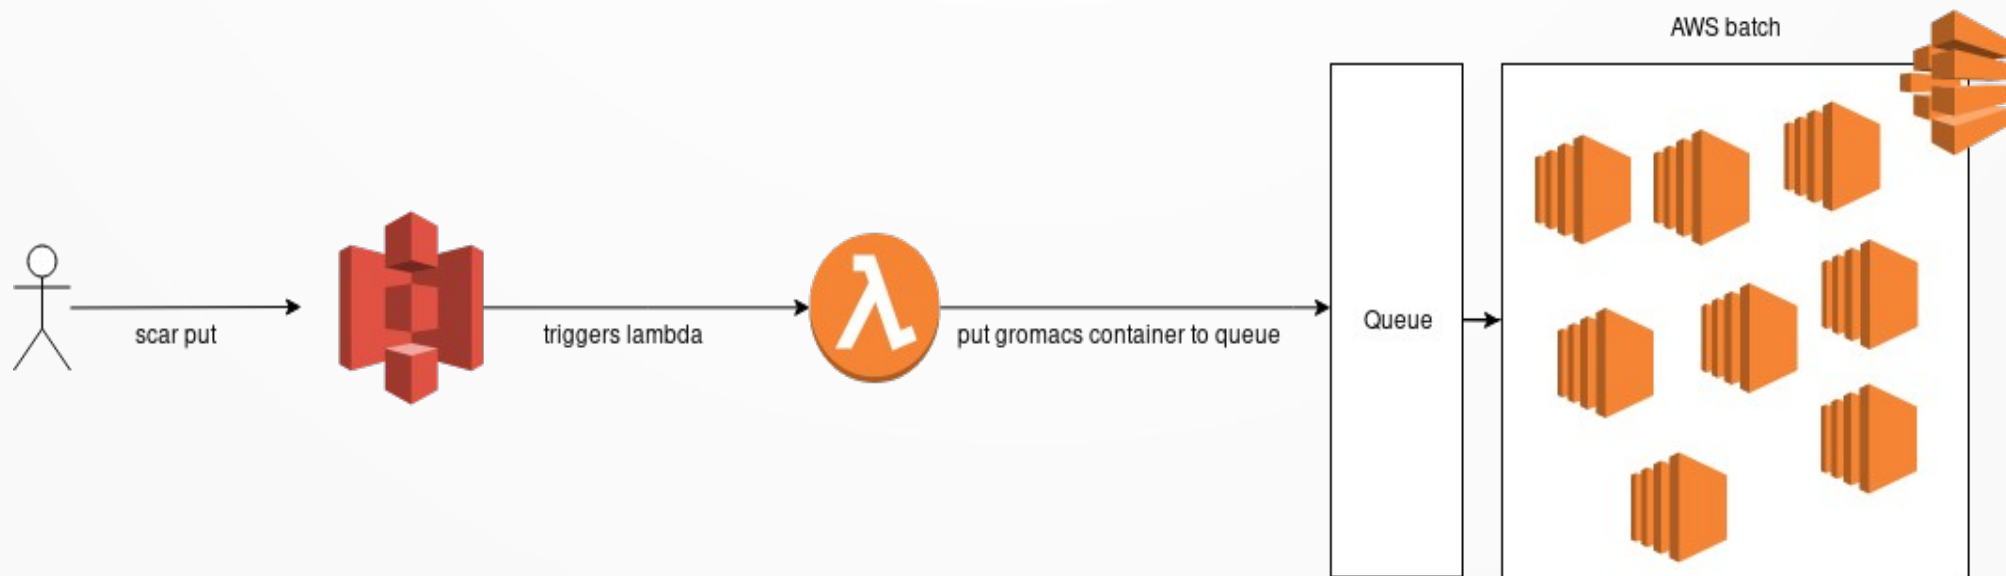 AWS batch
scar put
triggers lambda
put gromacs container to queue
Queue